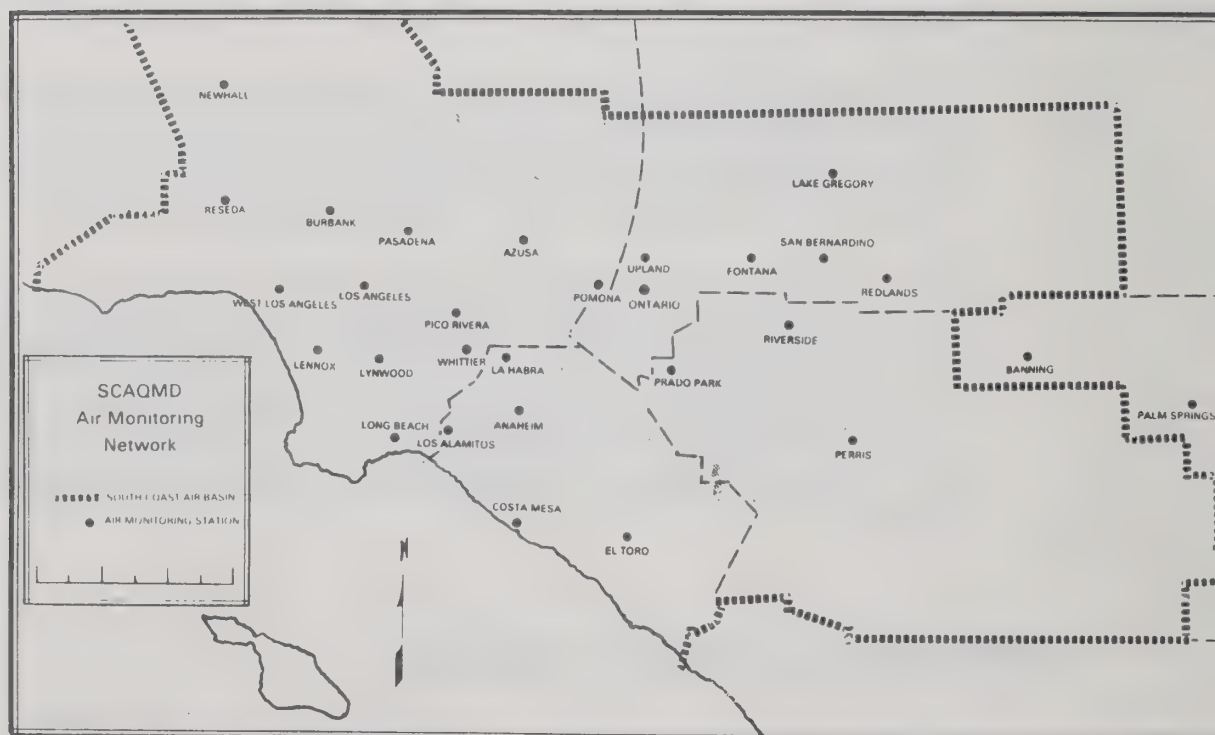 NEWHALL
LAKE GREGORY
RESEDA
BURBANK
PASADENA
AZUSA
SAN BERNARDINO
UPLAND
FONTANA
REDLANDS
WEST LOS ANGELES
LOS ANGELES
POMONA
ONTARIO
PICO RIVERA
RIVERSIDE
LENNOX
LYNWOOD
WHITTIER
LA HABRA
PRADO PARK
BANNING
PALM SPRINGS
LONG BEACH
LOS ALAMITOS
ANAHEIM
PERRIS
COSTA MESA
EL TORO
SCAQMD
Air Monitoring
Network
SOUTH COAST AIR BASIN
AIR MONITORING STATION
N